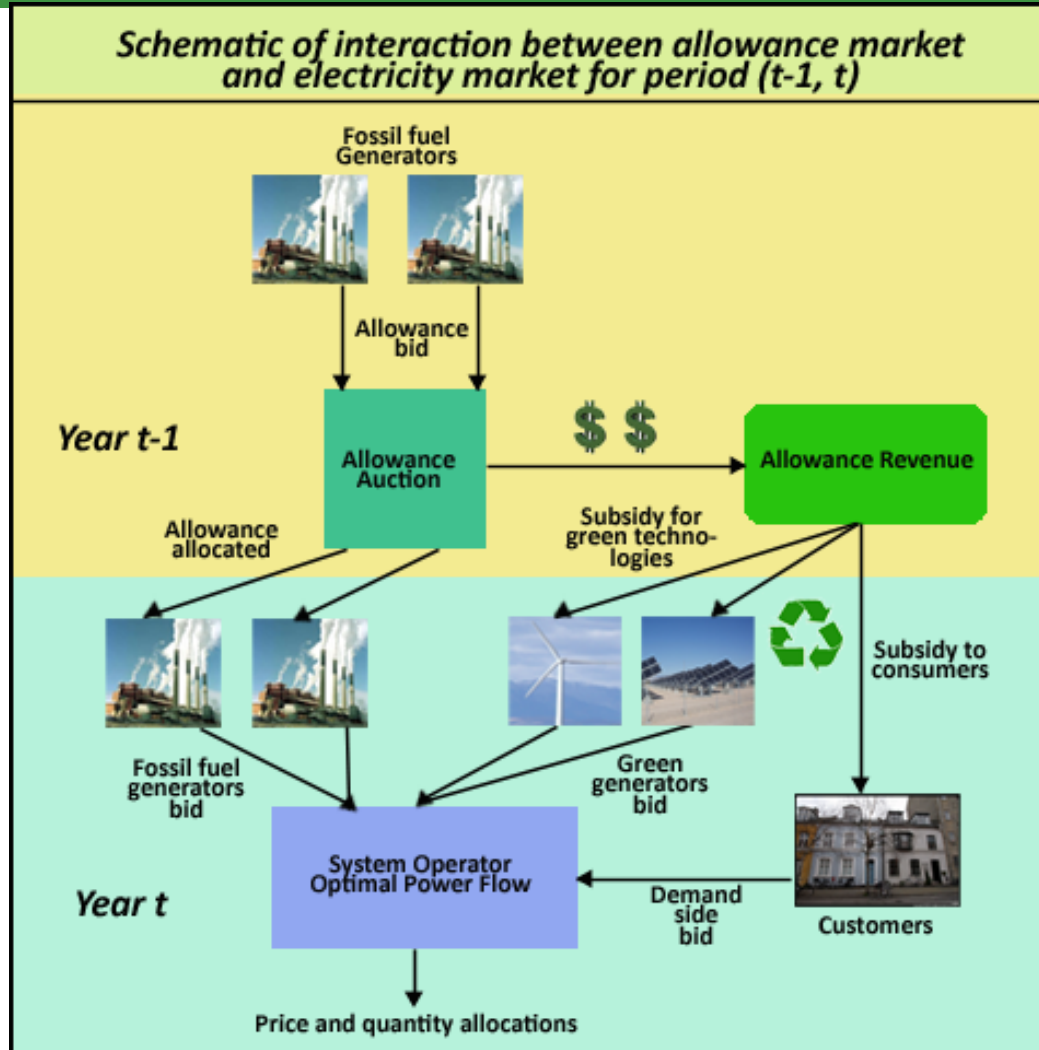 Schematic of interaction between allowance market
and electricity market for period (t-1, t)
Fossil fuel
Generators
Allowance
bid
$ $
Year t-1
Allowance
Auction
Allowance Revenue
Allowance
allocated
Subsidy for
green techno-
logies
Subsidy to
consumers
Fossil fuel
generators
bid
Green
generators
bid
System Operator
Optimal Power Flow
Year t
Demand
side
bid
Customers
Price and quantity allocations